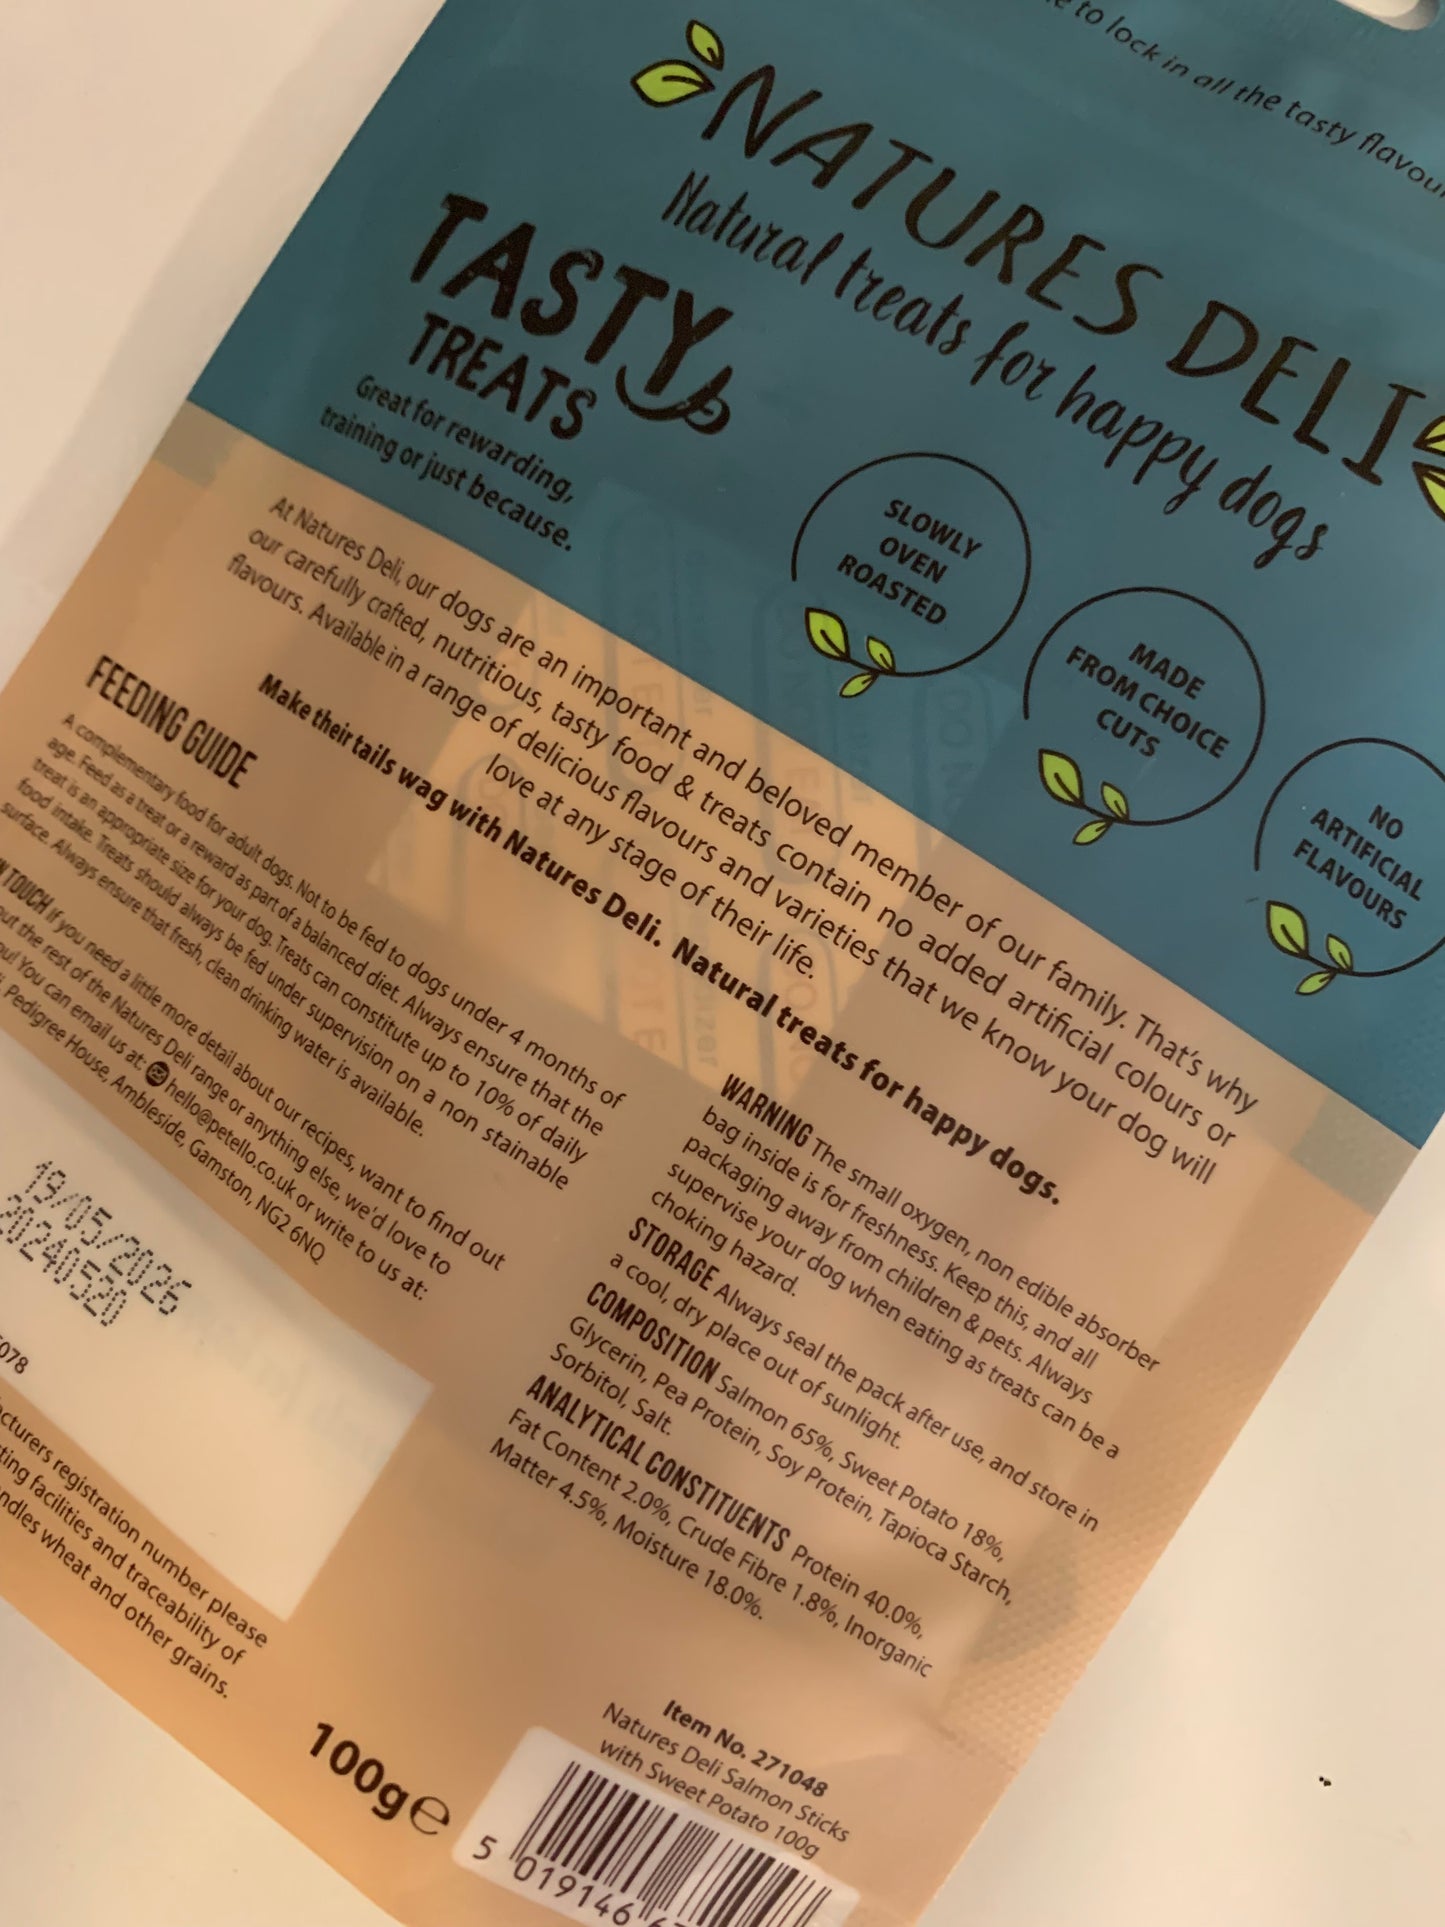 to lock in all the tasty flavour
NATURES DELI
Natural treats for happy dogs
TASTY
TREATS
Great for rewarding,
training or just because.
SLOWLY
OVEN
ROASTED
MADE
FROM CHOICE
CUTS
NO
ARTIFICIAL
FLAVOURS
At Natures Deli, our dogs are an important and beloved member of our family. That's why
our carefully crafted, nutritious, tasty food & treats contain no added artificial colours or
flavours. Available in a range of delicious flavours and varieties that we know your dog will
love at any stage of their life.
Make their tails wag with Natures Deli. Natural treats for happy dogs.
FEEDING GUIDE
A complementary food for adult dogs. Not to be fed to dogs under 4 months of
age. Feed as a treat or a reward as part of a balanced diet. Always ensure that the
treat is an appropriate size for your dog. Treats can constitute up to 10% of daily
food intake. Treats should always be fed under supervision on a non stainable
surface. Always ensure that fresh, clean drinking water is available.
TOUCH If you need a little more detail about our recipes, want to find out
the rest of the Natures Deli range or anything else, we'd love to
You can email us at: hello@petello.co.uk or write to us at:
Pedigree House, Ambleside, Gamston, NG2 6NQ
19/05/2026
20240520
078
registration number please
facilities and traceability of
wheat and other grains.
WARNING The small oxygen, non edible absorber
bag inside is for freshness. Keep this, and all
packaging away from children & pets. Always
supervise your dog when eating as treats can be a
choking hazard.
STORAGE Always seal the pack after use, and store in
a cool, dry place out of sunlight.
COMPOSITION Salmon 65%, Sweet Potato 18%,
Glycerin, Pea Protein, Soy Protein, Tapioca Starch,
Sorbitol, Salt.
ANALYTICAL CONSTITUENTS Protein 40.0%,
Fat Content 2.0%, Crude Fibre 1.8%, Inorganic
Matter 4.5%, Moisture 18.0%.
100g℮
Item No. 271048
Natures Deli Salmon Sticks
with Sweet Potato 100g
5 019146